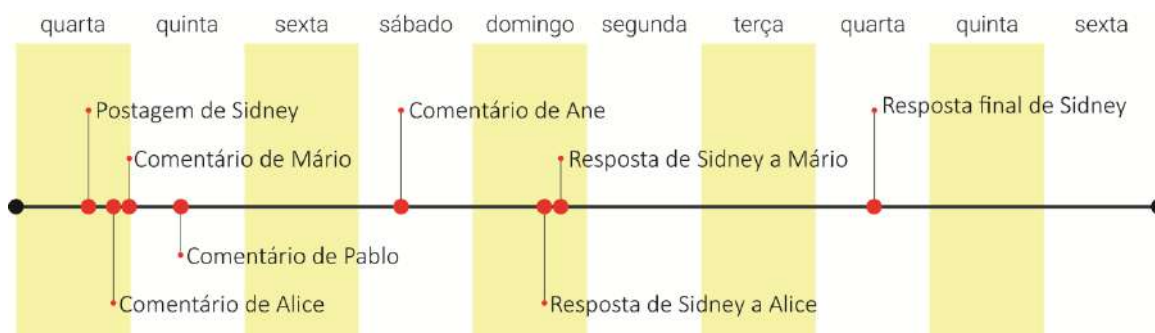 quarta
quinta
sexta
sábado
domingo
segunda
terça
quarta
quinta
sexta
Postagem de Sidney
Comentário de Ane
Resposta final de Sidney
Comentário de Mário
Resposta de Sidney a Mário
Comentário de Pablo
Comentário de Alice
Resposta de Sidney a Alice